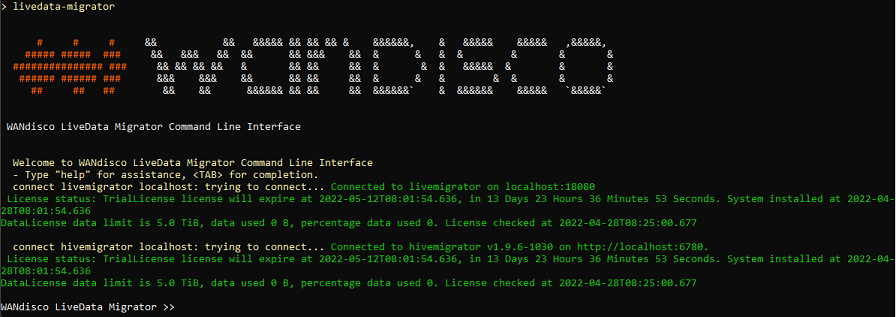 > livedata-migrator
WANdisco
WANdisco LiveData Migrator Command Line Interface
Welcome to WANdisco LiveData Migrator Command Line Interface
- Type "help" for assistance, <TAB> for completion.
connect livemigrator localhost: trying to connect... Connected to livemigrator on localhost:18080
License status: TrialLicense license will expire at 2022-05-12T08:01:54.636, in 13 Days 23 Hours 36 Minutes 53 Seconds. System installed at 2022-04-
28T08:01:54.636
DataLicense data limit is 5.0 TiB, data used 0 B, percentage data used 0. License checked at 2022-04-28T08:25:00.677
connect hivemigrator localhost: trying to connect... Connected to hivemigrator v1.9.6-1030 on http://localhost:6780.
License status: TrialLicense license will expire at 2022-05-12T08:01:54.636, in 13 Days 23 Hours 36 Minutes 53 Seconds. System installed at 2022-04-
28T08:01:54.636
DataLicense data limit is 5.0 TiB, data used 0 B, percentage data used 0. License checked at 2022-04-28T08:25:00.677
WANdisco LiveData Migrator >>